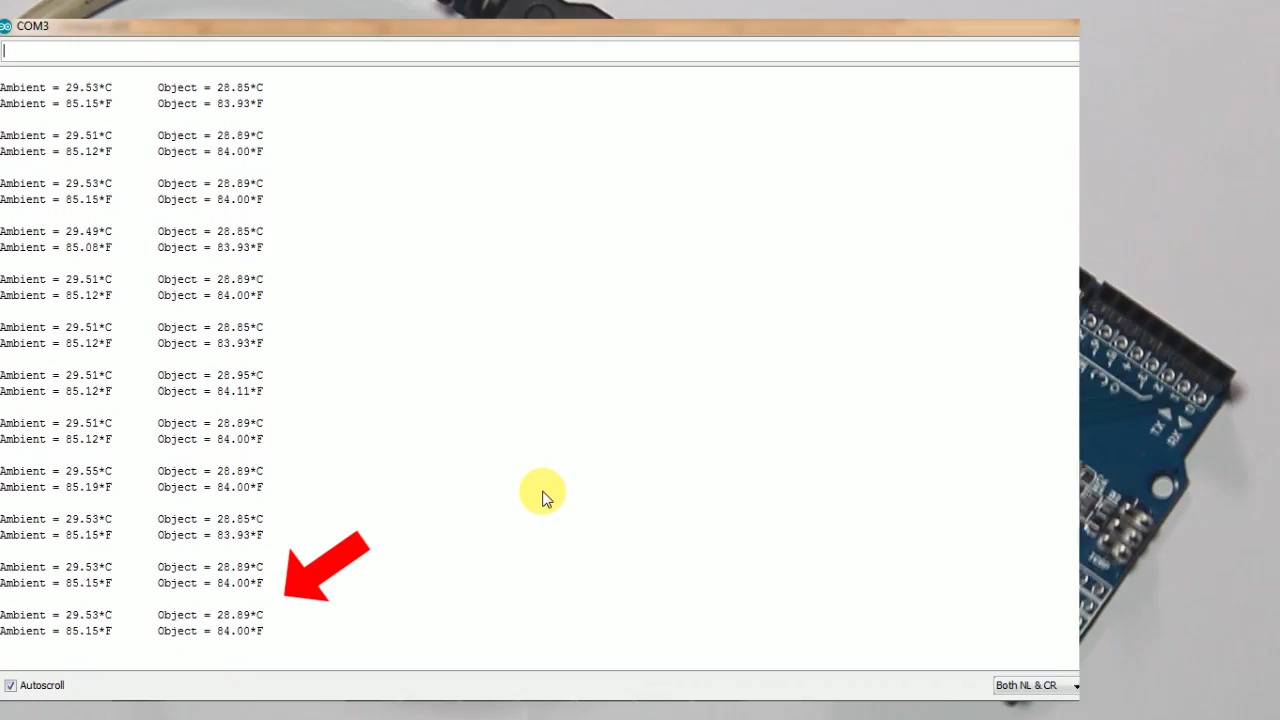 COM3
Ambient = 29.53*C Object = 28.85*C
Ambient = 85.15*F Object = 83.93*F
Ambient = 29.51*C Object = 28.89*C
Ambient = 85.12*F Object = 84.00*F
Ambient = 29.53*C Object = 28.89*C
Ambient = 85.15*F Object = 84.00*F
Ambient = 29.49*C Object = 28.85*C
Ambient = 85.08*F Object = 83.93*F
Ambient = 29.51*C Object = 28.89*C
Ambient = 85.12*F Object = 84.00*F
Ambient = 29.51*C Object = 28.85*C
Ambient = 85.12*F Object = 83.93*F
Ambient = 29.51*C Object = 28.95*C
Ambient = 85.12*F Object = 84.11*F
Ambient = 29.51*C Object = 28.89*C
Ambient = 85.12*F Object = 84.00*F
Ambient = 29.55*C Object = 28.89*C
Ambient = 85.19*F Object = 84.00*F
Ambient = 29.53*C Object = 28.85*C
Ambient = 85.15*F Object = 83.93*F
Ambient = 29.53*C Object = 28.89*C
Ambient = 85.15*F Object = 84.00*F
Ambient = 29.53*C Object = 28.89*C
Ambient = 85.15*F Object = 84.00*F
Autoscroll
Both NL & CR
TX
RX